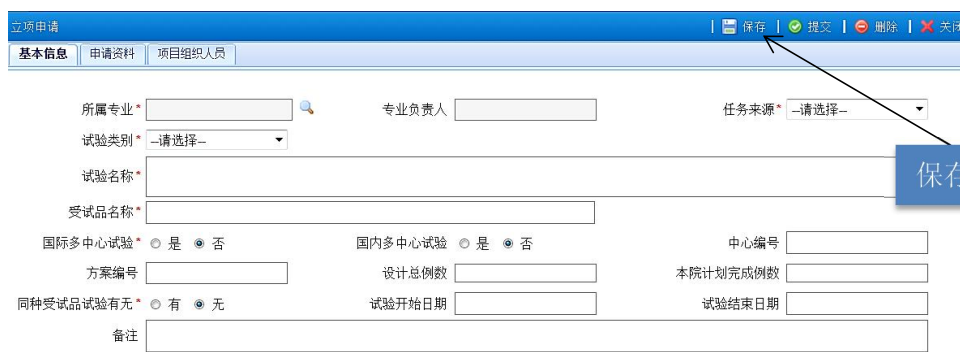 立项申请 | 保存 | 提交 | 删除 | 关闭
基本信息 申请资料 项目组织人员
所属专业* 专业负责人 任务来源* --请选择--
试验类别* --请选择--
试验名称*
保存
受试品名称*
国际多中心试验* 是 否 国内多中心试验 是 否 中心编号
方案编号 设计总例数 本院计划完成例数
同种受试品试验有无* 有 无 试验开始日期 试验结束日期
备注